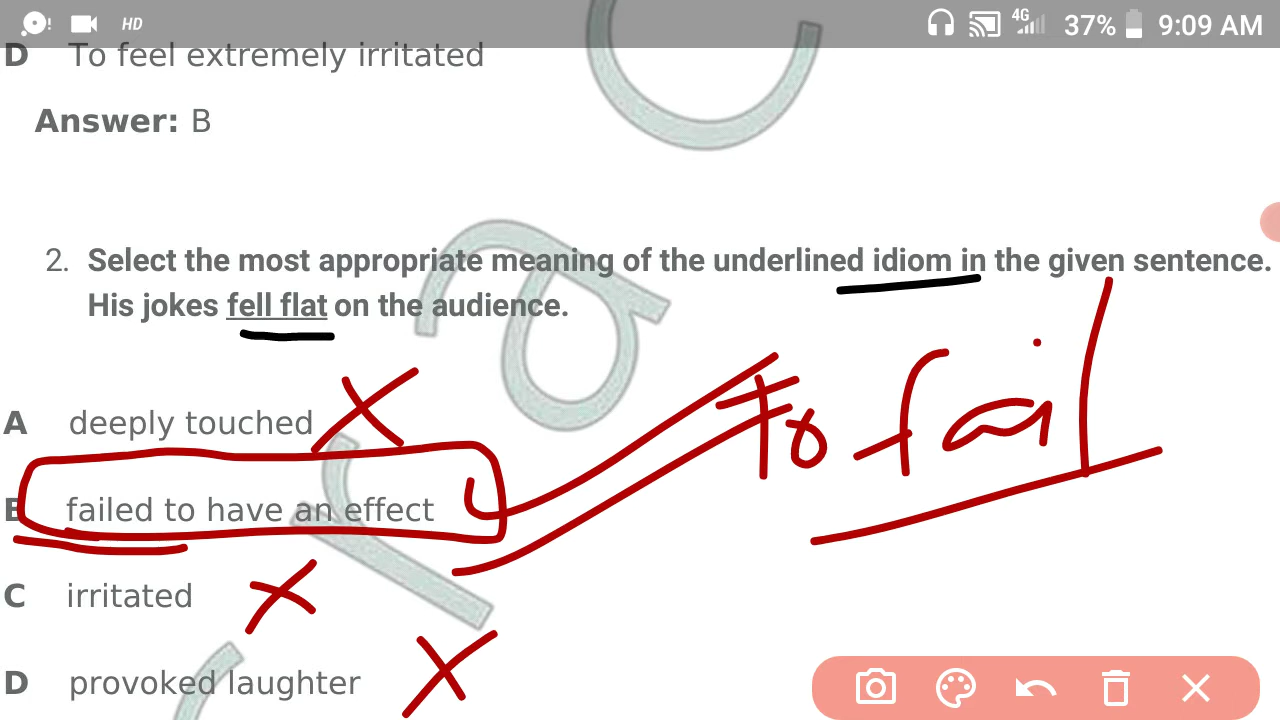 HD 4G 37% 9:09 AM
D To feel extremely irritated
Answer: B
2. Select the most appropriate meaning of the underlined idiom in the given sentence.
His jokes fell flat on the audience.
To fail
A deeply touched
B failed to have an effect
C irritated
D provoked laughter